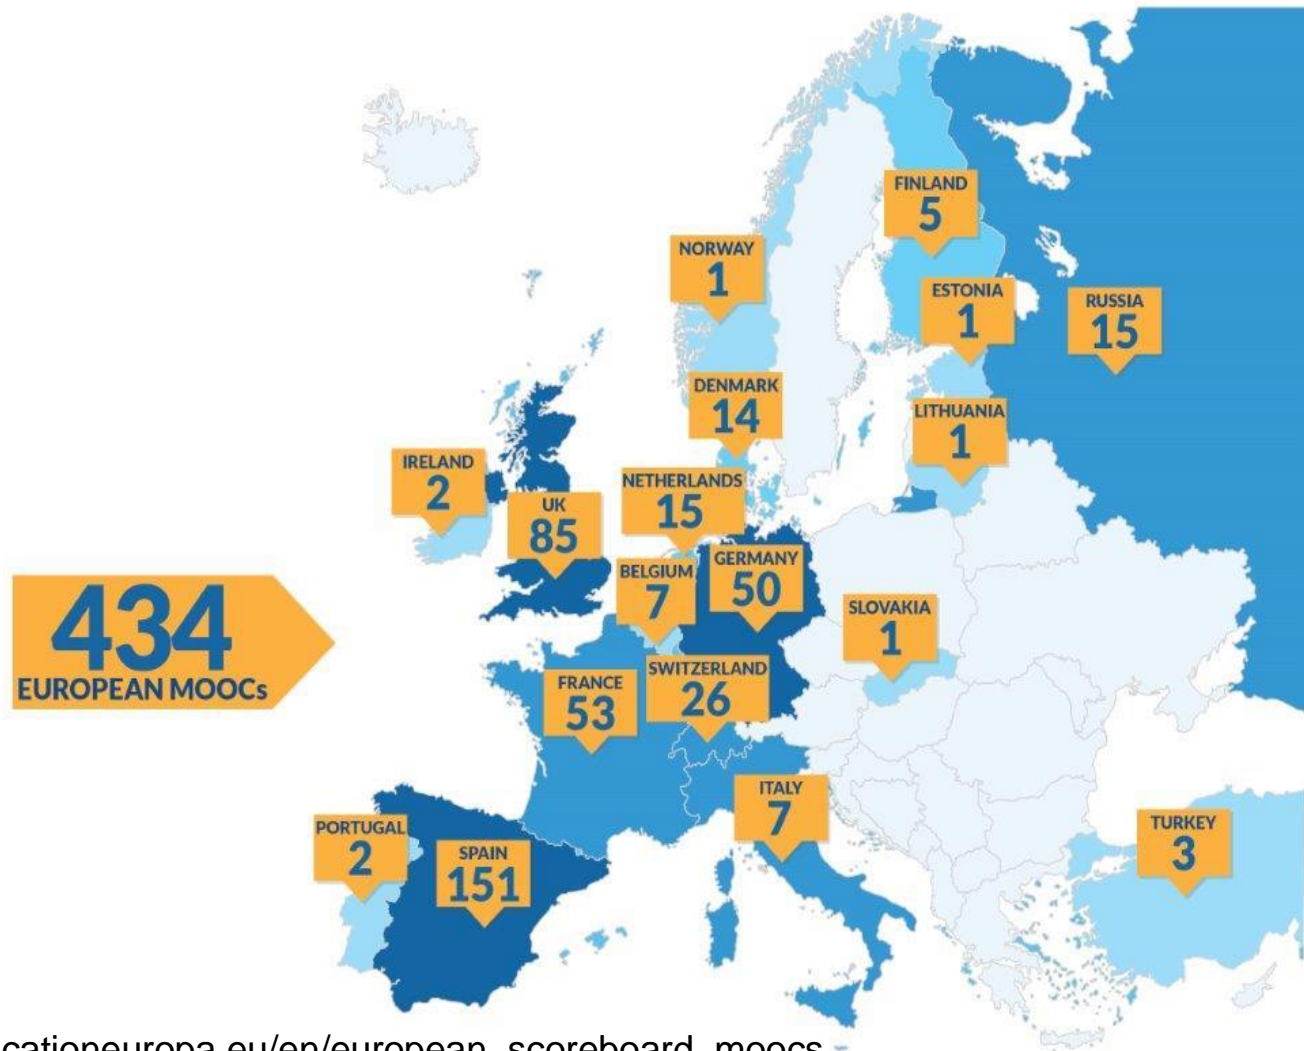 FINLAND
5
NORWAY
1
ESTONIA
1
RUSSIA
15
DENMARK
14
LITHUANIA
1
IRELAND
2
NETHERLANDS
15
UK
85
GERMANY
50
BELGIUM
7
434
EUROPEAN MOOCs
SLOVAKIA
1
SWITZERLAND
26
FRANCE
53
ITALY
7
PORTUGAL
2
SPAIN
151
TURKEY
3
cationeuropa.eu/en/european_scoreboard_moocs